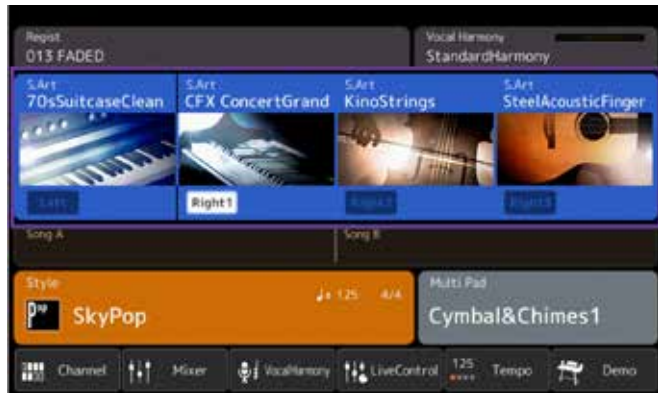 Regist
013 FADED
Vocal Harmony
StandardHarmony
S.Art
70sSuitcaseClean
S.Art
CFX ConcertGrand
S.Art
KinoStrings
S.Art
SteelAcousticFinger
Left
Right1
Right2
Right3
Song A
Song B
Style
Pop
SkyPop
♩= 125 4/4
Multi Pad
Cymbal&Chimes1
Channel
Mixer
VocalHarmony
LiveControl
125
Tempo
Demo